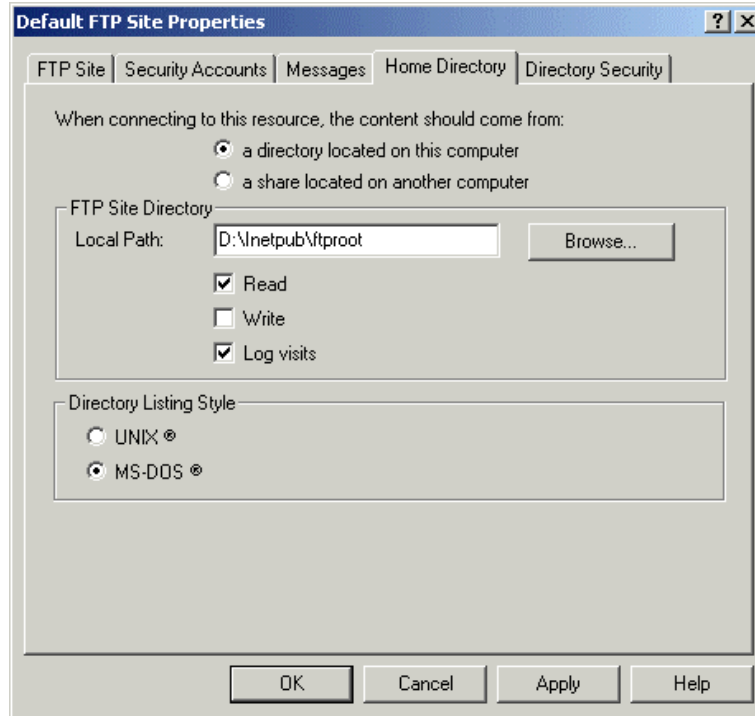 Default FTP Site Properties
FTP Site Security Accounts Messages Home Directory Directory Security
When connecting to this resource, the content should come from:
a directory located on this computer
a share located on another computer
FTP Site Directory
Local Path: D:\Inetpub\ftproot Browse...
Read
Write
Log visits
Directory Listing Style
UNIX ®
MS-DOS ®
OK Cancel Apply Help